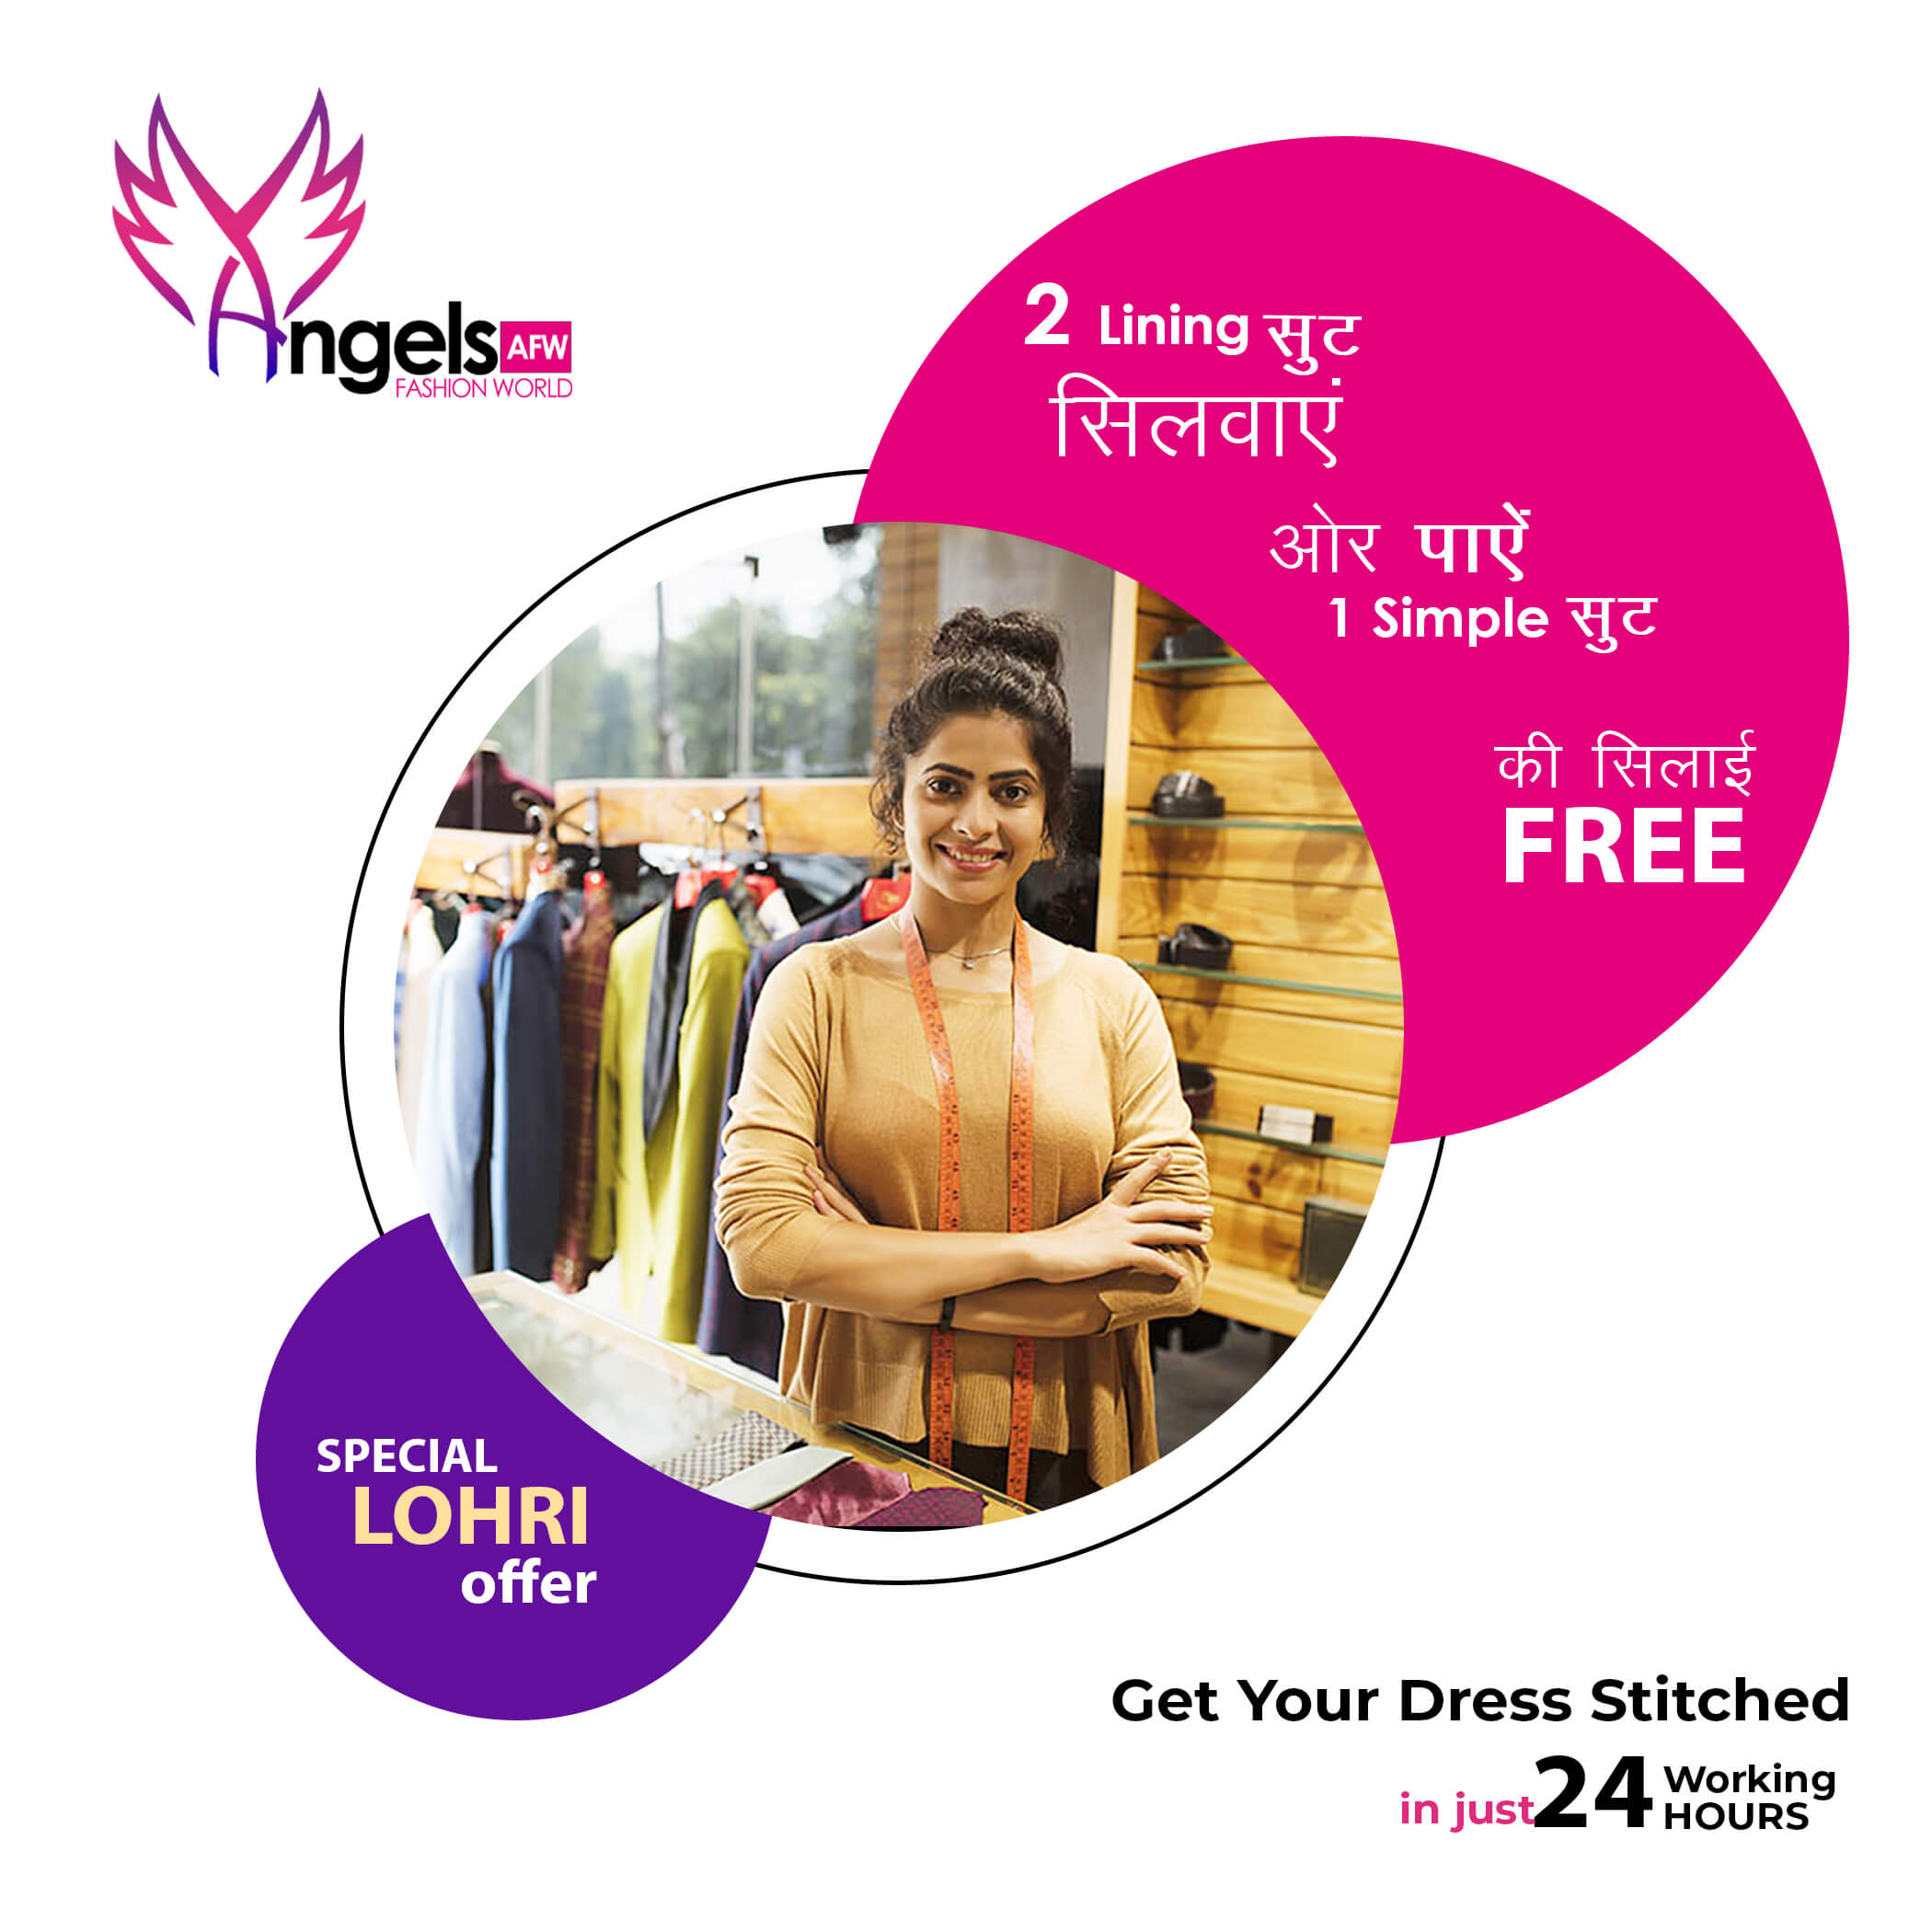 Angels AFW
FASHION WORLD
2 Lining सुट
सिलवाएं
ओर पाऐं
1 Simple सुट
की सिलाई
FREE
SPECIAL
LOHRI
offer
Get Your Dress Stitched
in just 24 Working
HOURS